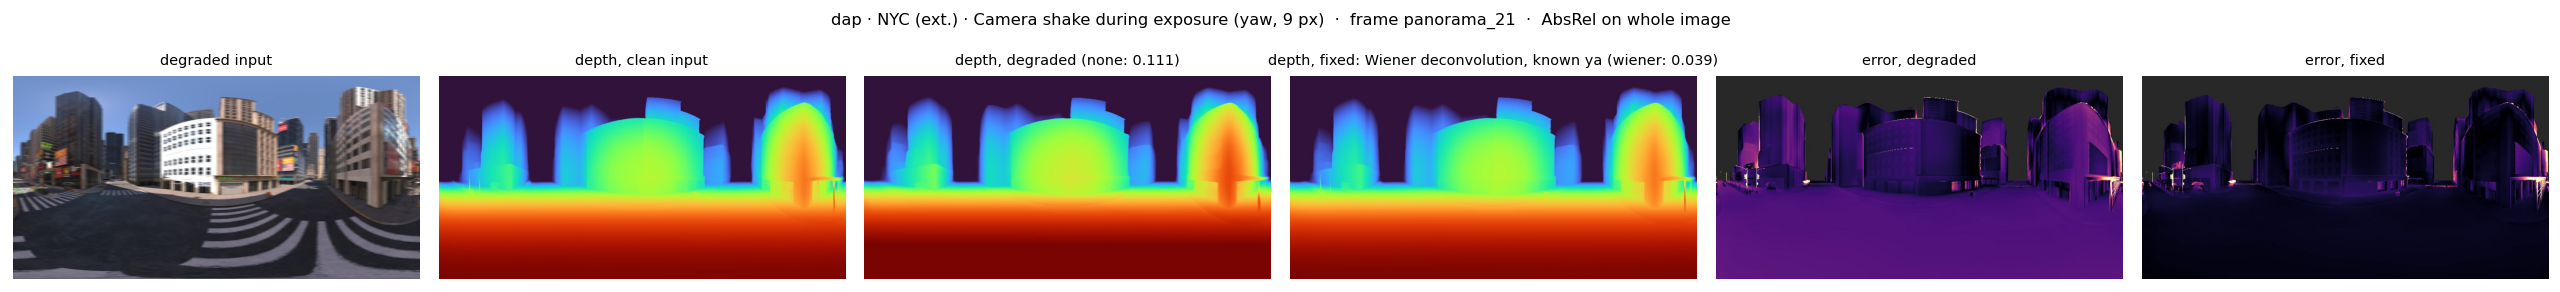 dap · NYC (ext.) · Camera shake during exposure (yaw, 9 px) · frame panorama_21 · AbsRel on whole image
degraded input
depth, clean input
depth, degraded (none: 0.111)
depth, fixed: Wiener deconvolution, known ya (wiener: 0.039)
error, degraded
error, fixed